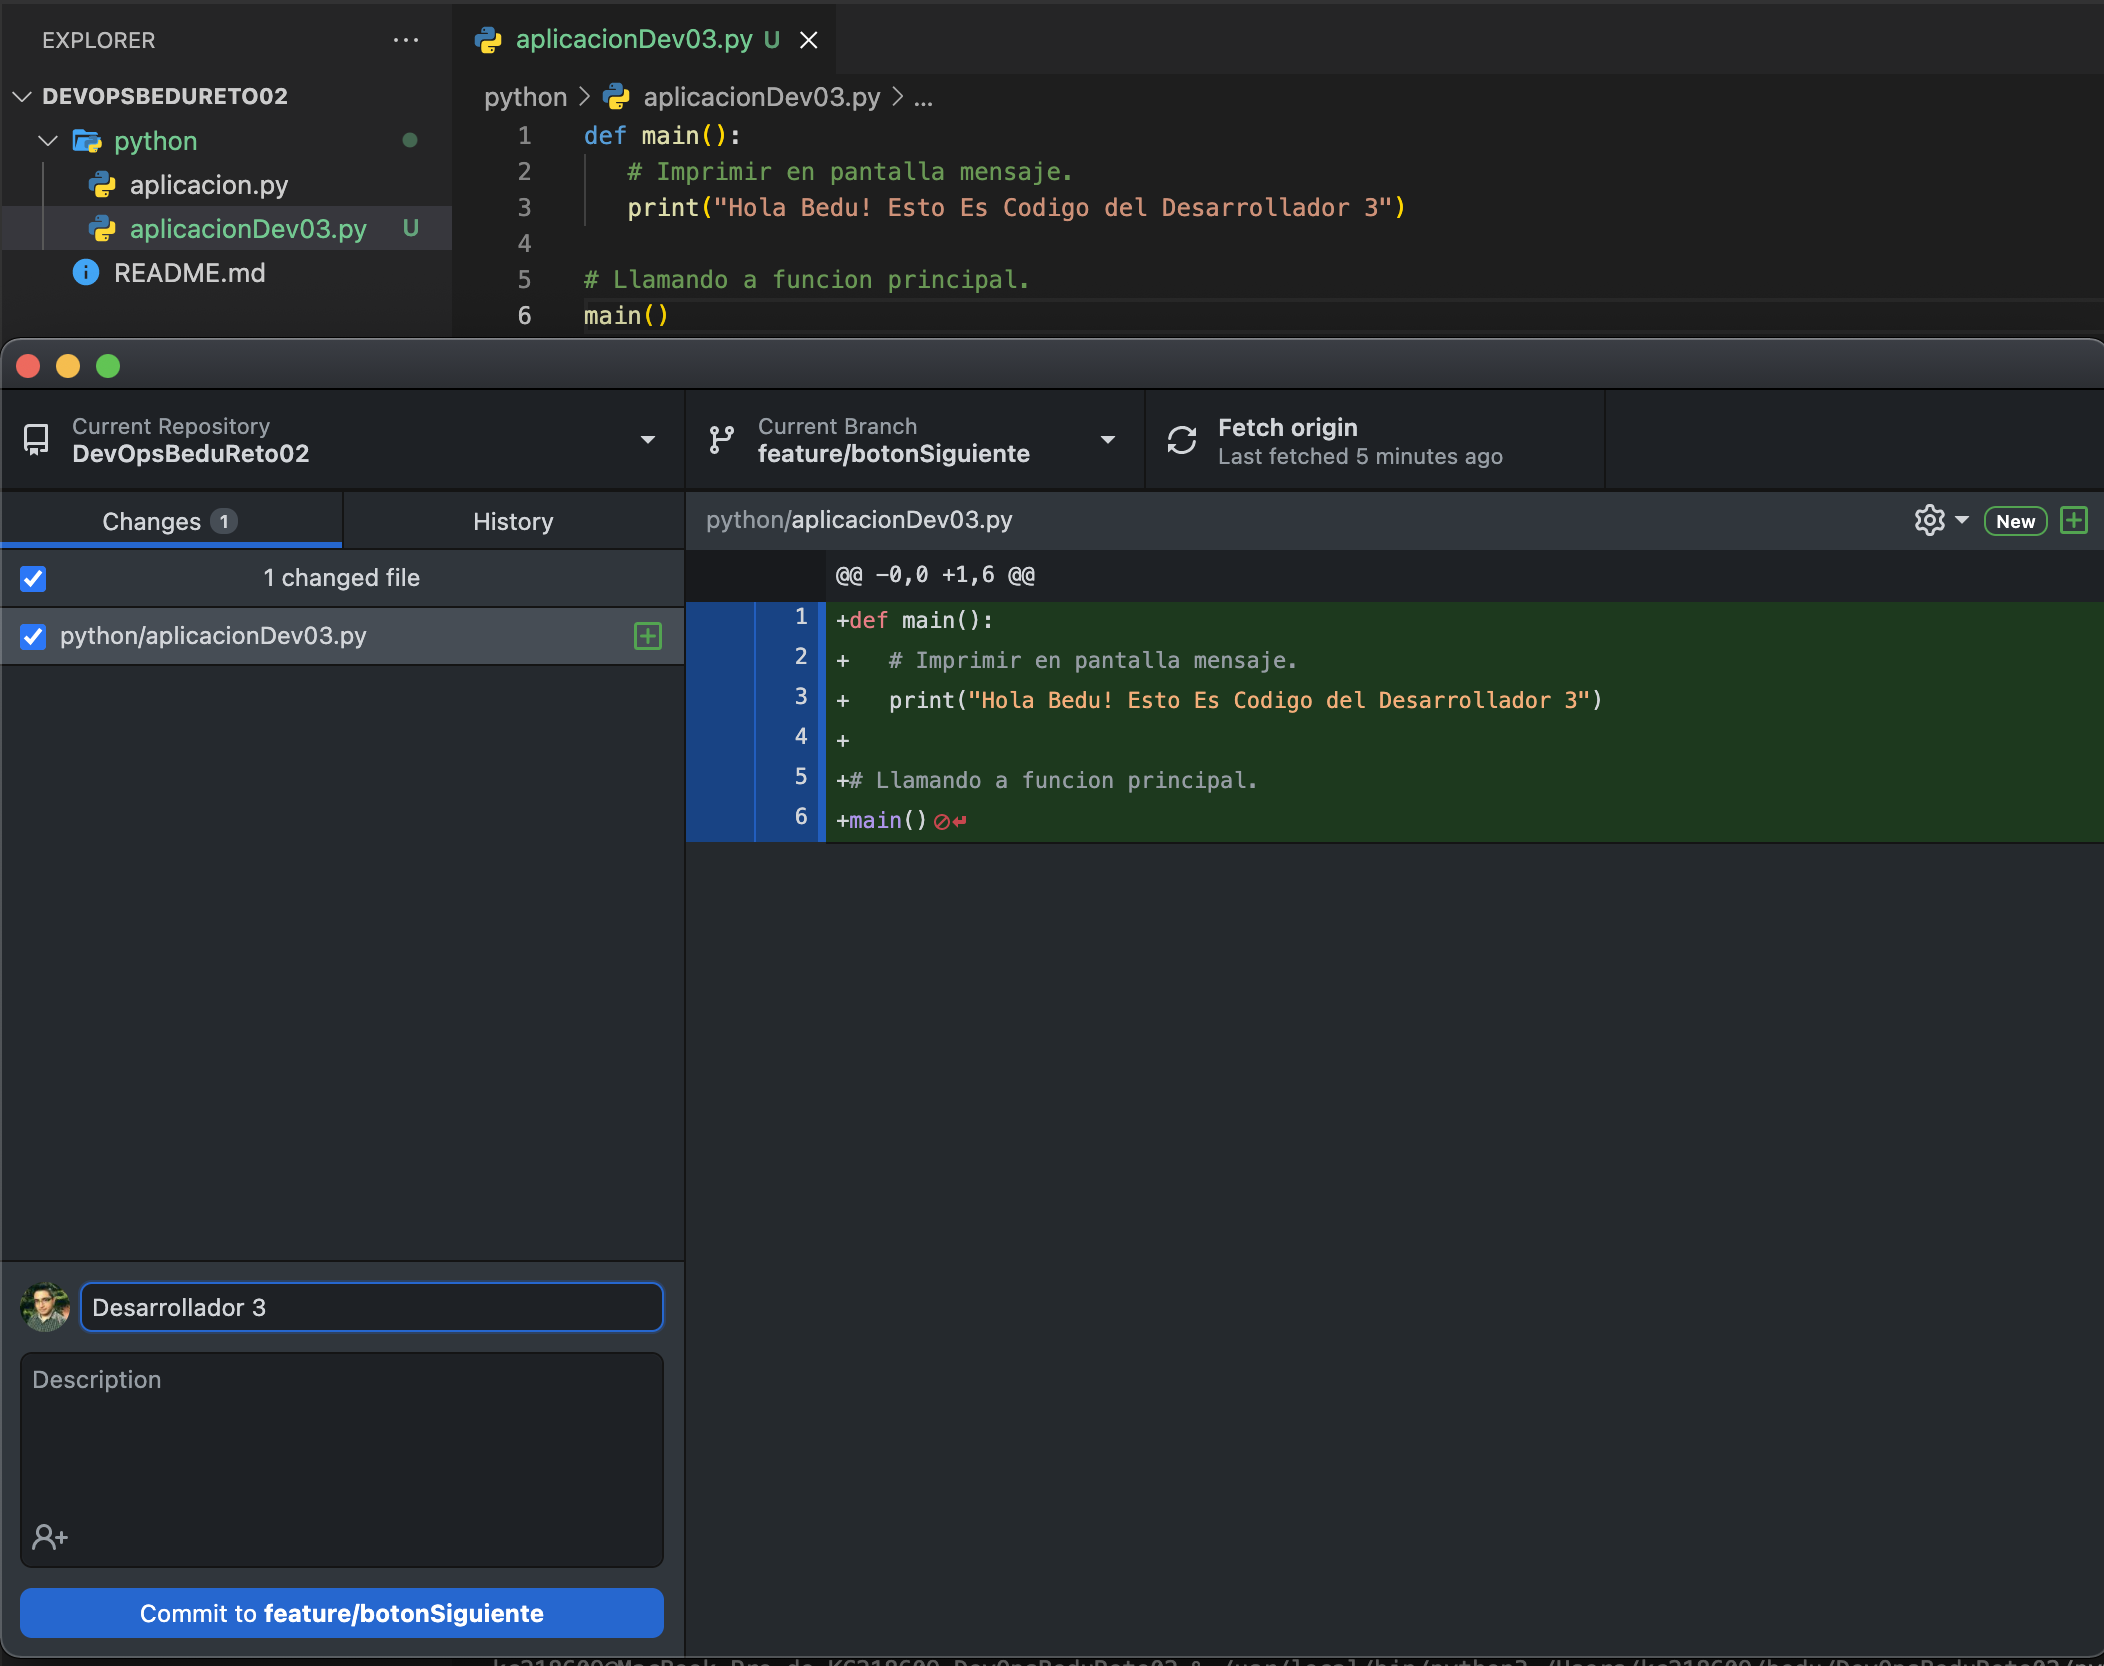 EXPLORER
...
aplicacionDev03.py U
DEVOPSBEDURETO02
python > aplicacionDev03.py > ...
python
aplicacion.py
aplicacionDev03.py U
README.md
1 def main():
2 # Imprimir en pantalla mensaje.
3 print("Hola Bedu! Esto Es Codigo del Desarrollador 3")
4
5 # Llamando a funcion principal.
6 main()
Current Repository
DevOpsBeduReto02
Current Branch
feature/botonSiguiente
Fetch origin
Last fetched 5 minutes ago
Changes 1
History
python/aplicacionDev03.py
New
1 changed file
python/aplicacionDev03.py
@@ -0,0 +1,6 @@
1 +def main():
2 + # Imprimir en pantalla mensaje.
3 + print("Hola Bedu! Esto Es Codigo del Desarrollador 3")
4 +
5 +# Llamando a funcion principal.
6 +main()
Desarrollador 3
Description
Commit to feature/botonSiguiente